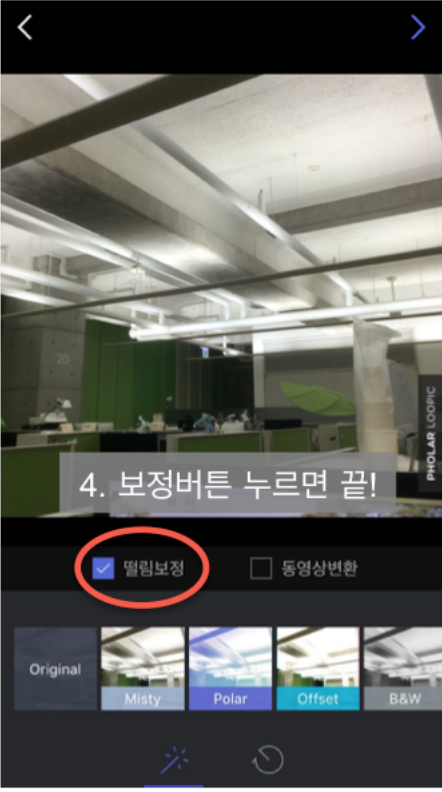 20
PHOLAR LOOPIC
4. 보정버튼 누르면 끝!
떨림보정
동영상변환
Original
Misty
Polar
Offset
B&W